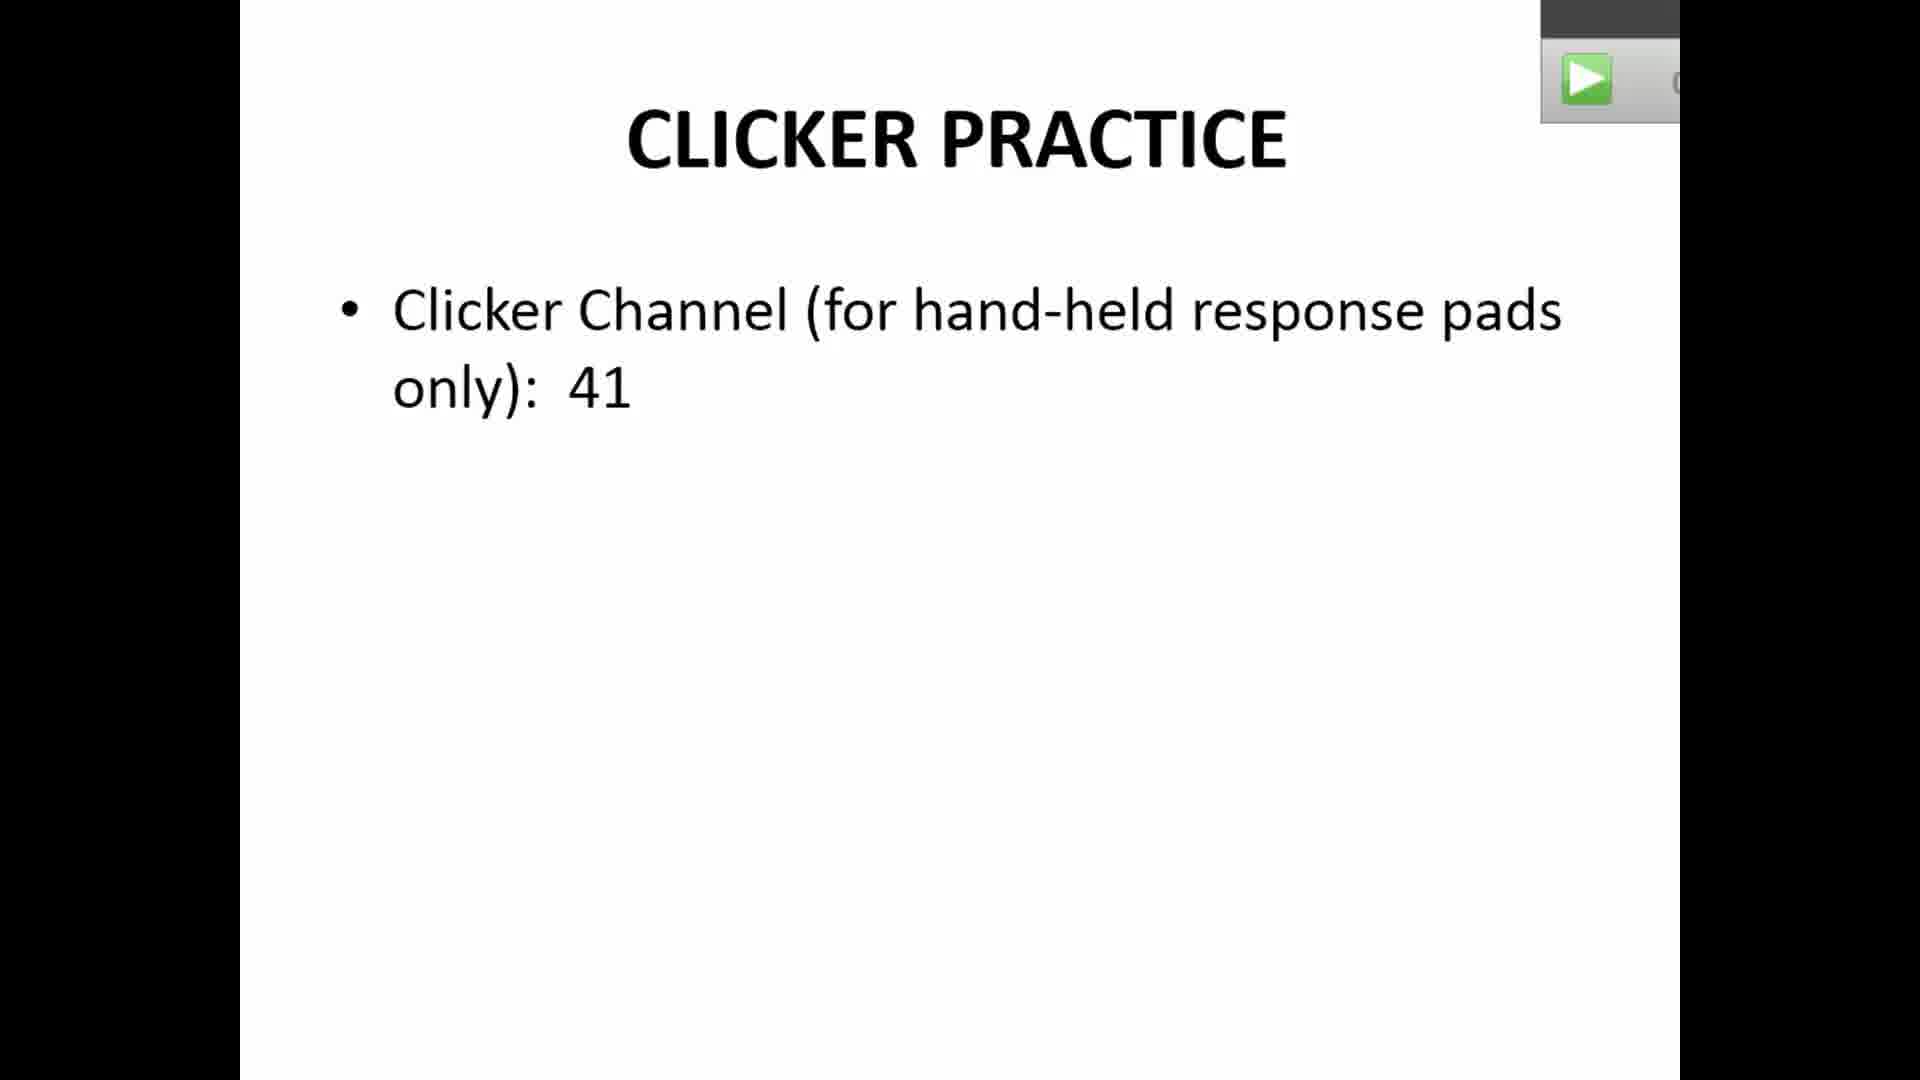 CLICKER PRACTICE
• Clicker Channel (for hand-held response pads
only):  41